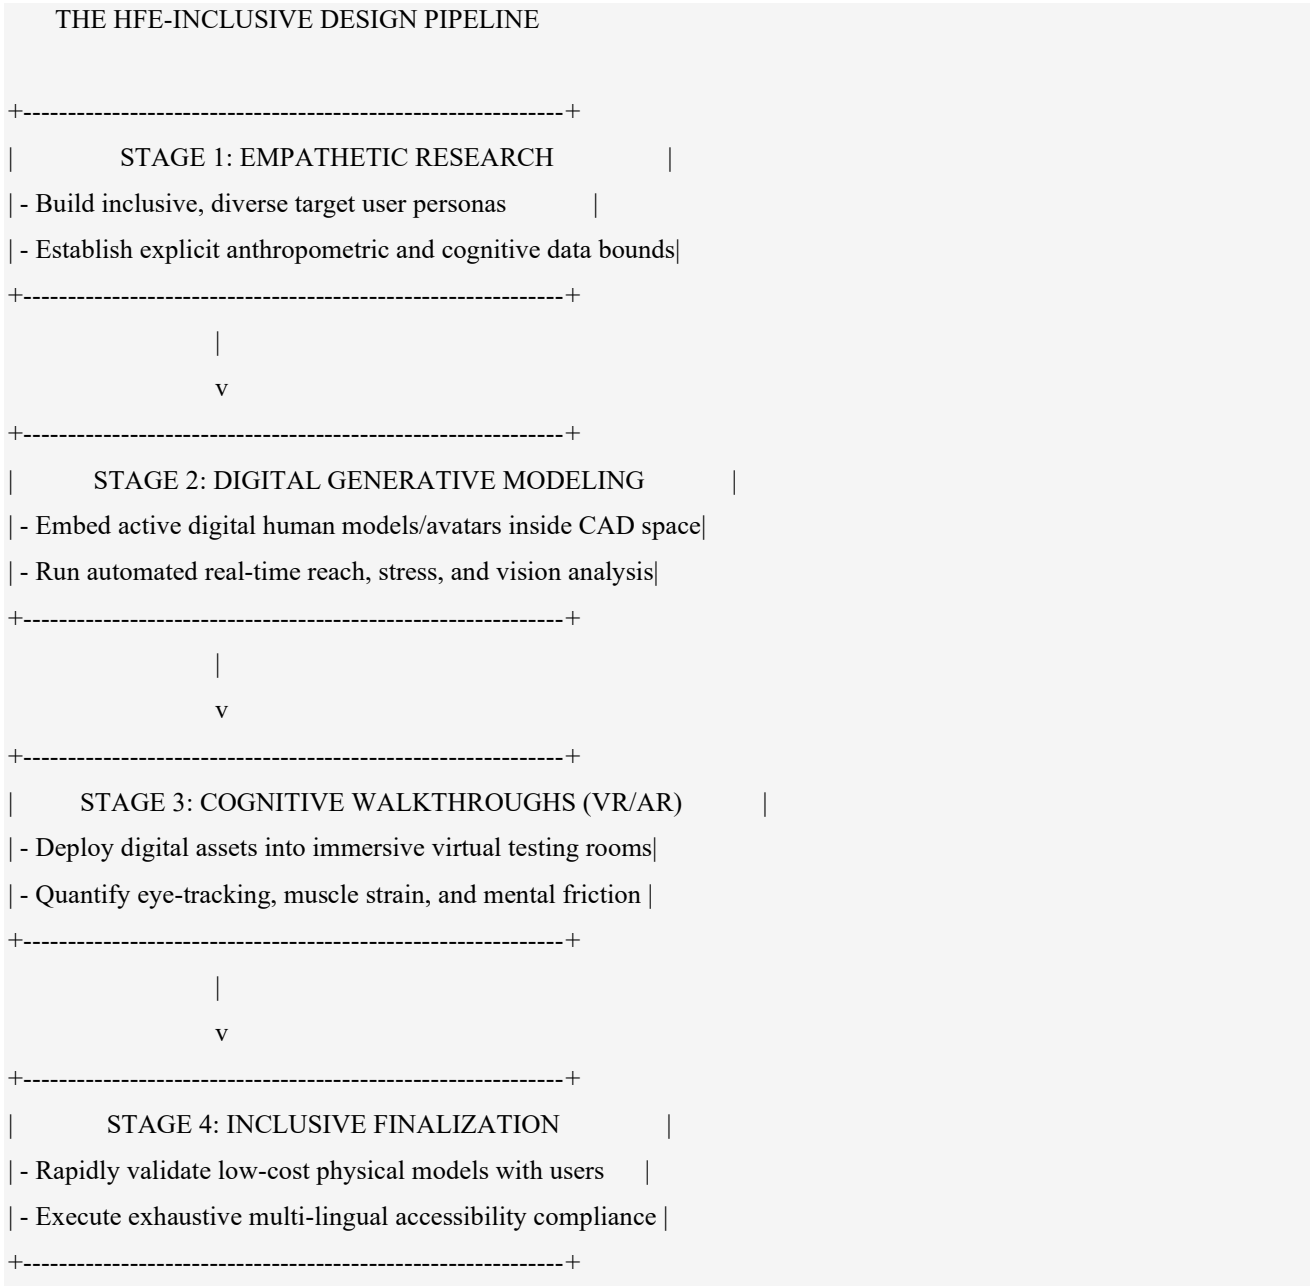 THE HFE-INCLUSIVE DESIGN PIPELINE
+------------------------------------------------------------+
| STAGE 1: EMPATHETIC RESEARCH |
| - Build inclusive, diverse target user personas |
| - Establish explicit anthropometric and cognitive data bounds|
+------------------------------------------------------------+
|
v
+------------------------------------------------------------+
| STAGE 2: DIGITAL GENERATIVE MODELING |
| - Embed active digital human models/avatars inside CAD space|
| - Run automated real-time reach, stress, and vision analysis|
+------------------------------------------------------------+
|
v
+------------------------------------------------------------+
| STAGE 3: COGNITIVE WALKTHROUGHS (VR/AR) |
| - Deploy digital assets into immersive virtual testing rooms|
| - Quantify eye-tracking, muscle strain, and mental friction |
+------------------------------------------------------------+
|
v
+------------------------------------------------------------+
| STAGE 4: INCLUSIVE FINALIZATION |
| - Rapidly validate low-cost physical models with users |
| - Execute exhaustive multi-lingual accessibility compliance |
+------------------------------------------------------------+